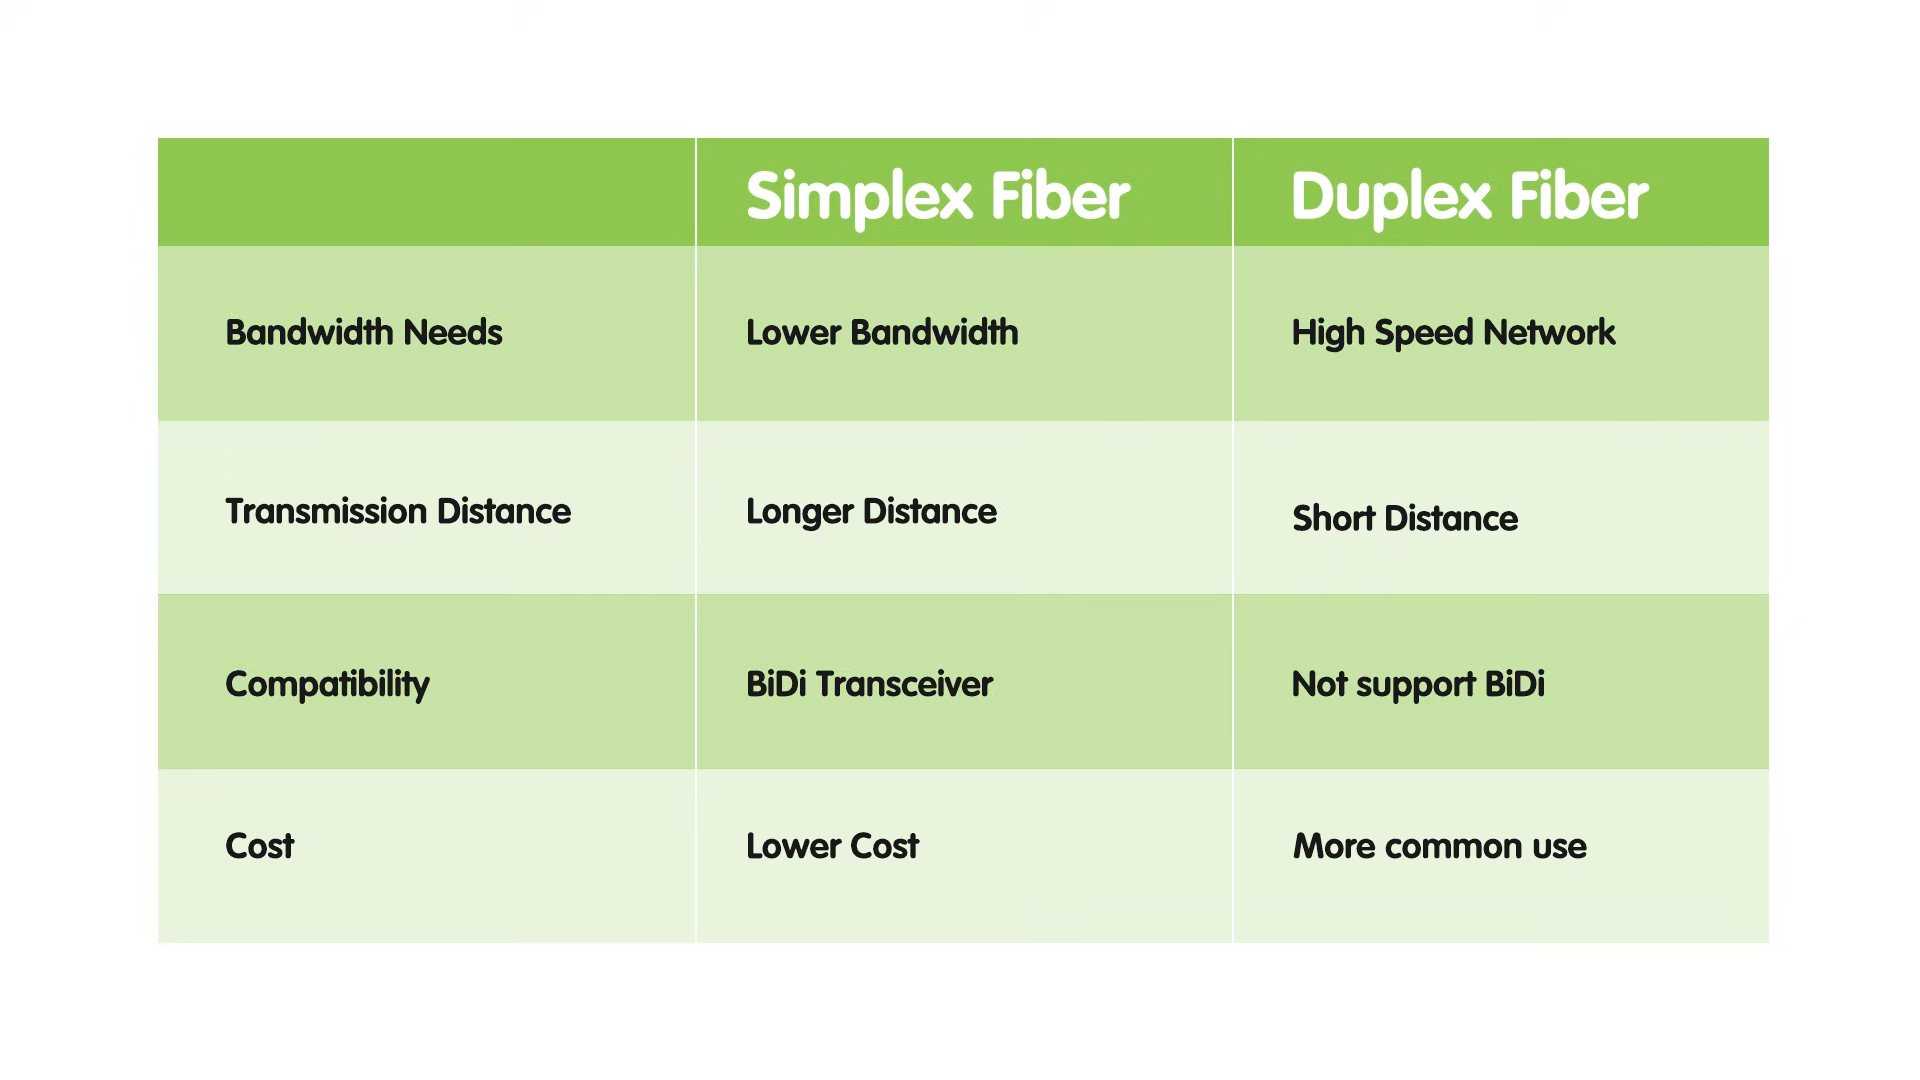 Simplex Fiber
Duplex Fiber
Bandwidth Needs
Lower Bandwidth
High Speed Network
Transmission Distance
Longer Distance
Short Distance
Compatibility
BiDi Transceiver
Not support BiDi
Cost
Lower Cost
More common use